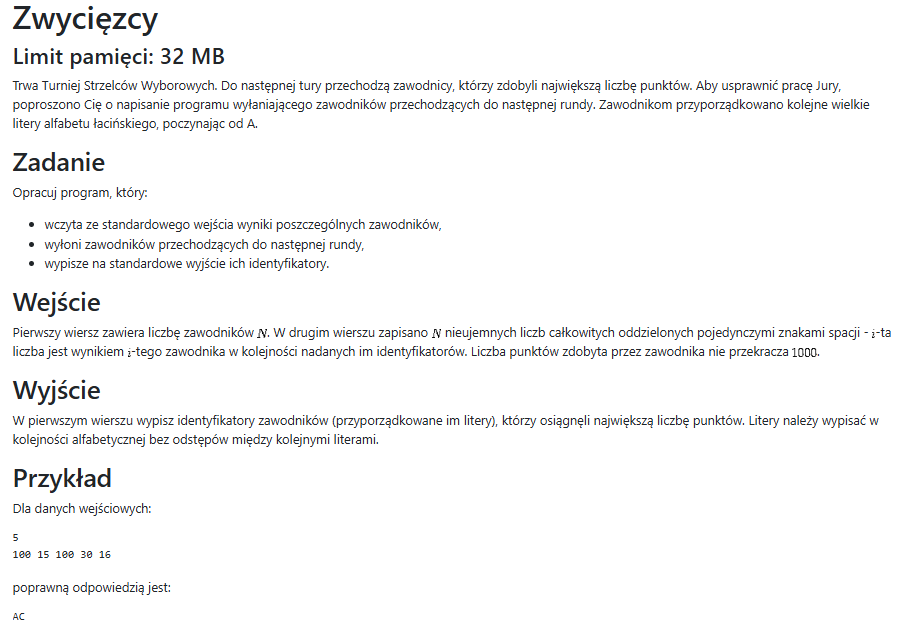 Zwycięzcy
Limit pamięci: 32 MB
Trwa Turniej Strzelców Wyborowych. Do następnej tury przechodzą zawodnicy, którzy zdobyli największą liczbę punktów. Aby usprawnić pracę Jury,
poproszono Cię o napisanie programu wyłaniającego zawodników przechodzących do następnej rundy. Zawodnikom przyporządkowano kolejne wielkie
litery alfabetu łacińskiego, poczynając od A.
Zadanie
Opracuj program, który:
• wczyta ze standardowego wejścia wyniki poszczególnych zawodników,
• wyłoni zawodników przechodzących do następnej rundy,
• wypisze na standardowe wyjście ich identyfikatory.
Wejście
Pierwszy wiersz zawiera liczbę zawodników N. W drugim wierszu zapisano N nieujemnych liczb całkowitych oddzielonych pojedynczymi znakami spacji - i-ta
liczba jest wynikiem i-tego zawodnika w kolejności nadanych im identyfikatorów. Liczba punktów zdobyta przez zawodnika nie przekracza 1000.
Wyjście
W pierwszym wierszu wypisz identyfikatory zawodników (przyporządkowane im litery), którzy osiągnęli największą liczbę punktów. Litery należy wypisać w
kolejności alfabetycznej bez odstępów między kolejnymi literami.
Przykład
Dla danych wejściowych:
5
100 15 100 30 16
poprawną odpowiedzią jest:
AC